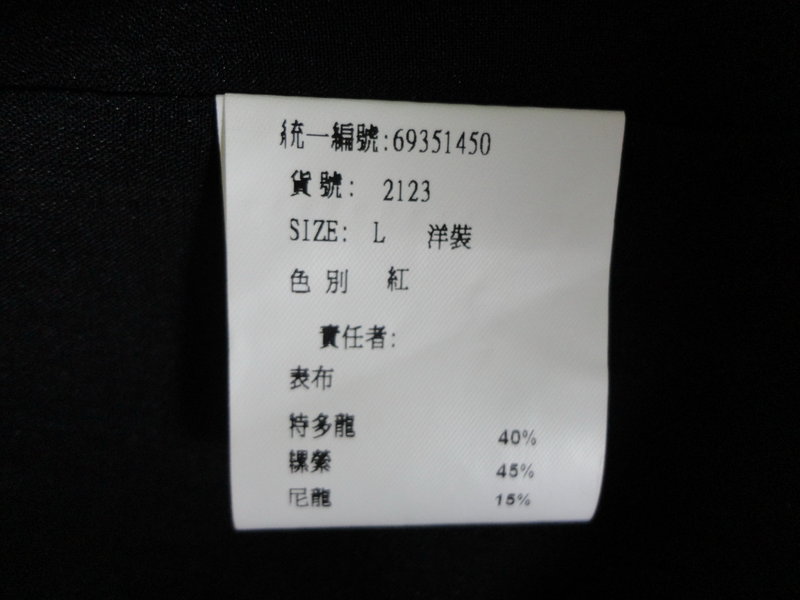 統一編號:69351450
貨號: 2123
SIZE: L 洋裝
色別 紅
責任者:
表布
特多龍 40%
縲縈 45%
尼龍 15%